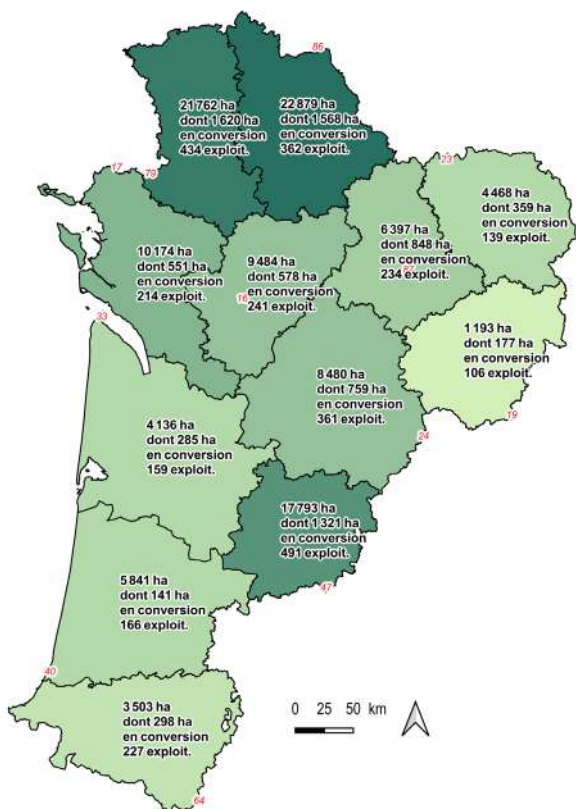 86
21 762 ha
dont 1 620 ha
en conversion
434 exploit.
22 879 ha
dont 1 568 ha
en conversion
362 exploit.
17
79
23
4 468 ha
dont 359 ha
en conversion
139 exploit.
6 397 ha
dont 848 ha
en conversion
87
234 exploit.
10 174 ha
dont 551 ha
en conversion
214 exploit.
9 484 ha
dont 578 ha
en conversion
16
241 exploit.
33
1 193 ha
dont 177 ha
en conversion
106 exploit.
19
8 480 ha
dont 759 ha
en conversion
361 exploit.
24
4 136 ha
dont 285 ha
en conversion
159 exploit.
17 793 ha
dont 1 321 ha
en conversion
491 exploit.
47
5 841 ha
dont 141 ha
en conversion
166 exploit.
40
3 503 ha
dont 298 ha
en conversion
227 exploit.
64
0 25 50 km